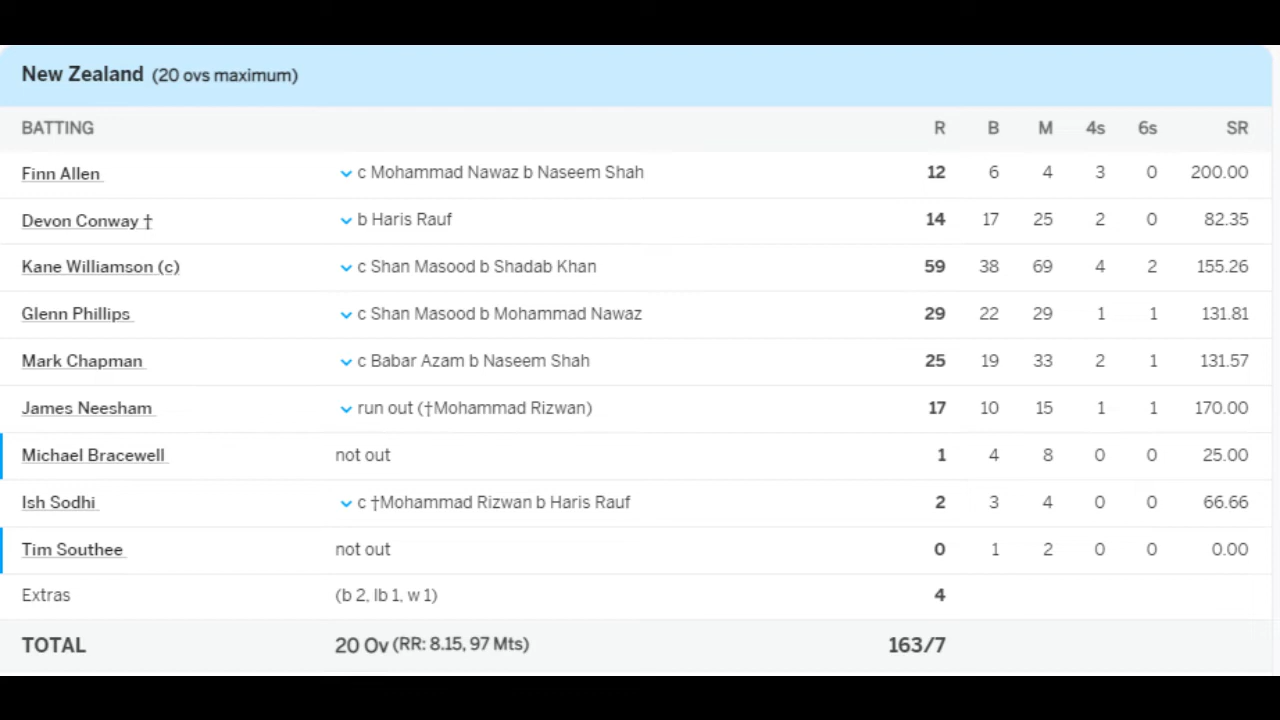 New Zealand (20 ovs maximum)
BATTING R B M 4s 6s SR
Finn Allen c Mohammad Nawaz b Naseem Shah 12 6 4 3 0 200.00
Devon Conway † b Haris Rauf 14 17 25 2 0 82.35
Kane Williamson (c) c Shan Masood b Shadab Khan 59 38 69 4 2 155.26
Glenn Phillips c Shan Masood b Mohammad Nawaz 29 22 29 1 1 131.81
Mark Chapman c Babar Azam b Naseem Shah 25 19 33 2 1 131.57
James Neesham run out (†Mohammad Rizwan) 17 10 15 1 1 170.00
Michael Bracewell not out 1 4 8 0 0 25.00
Ish Sodhi c †Mohammad Rizwan b Haris Rauf 2 3 4 0 0 66.66
Tim Southee not out 0 1 2 0 0 0.00
Extras (b 2, lb 1, w 1) 4
TOTAL 20 Ov (RR: 8.15, 97 Mts) 163/7